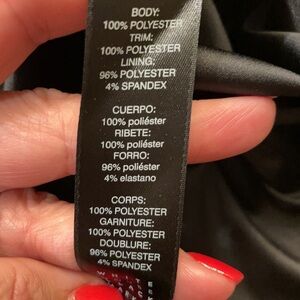 BODY:
100% POLYESTER
TRIM:
100% POLYESTER
LINING:
96% POLYESTER
4% SPANDEX
CUERPO:
100% poliéster
RIBETE:
100% poliéster
FORRO:
96% poliéster
4% elastano
CORPS:
100% POLYESTER
GARNITURE:
100% POLYESTER
DOUBLURE:
96% POLYESTER
4% SPANDEX